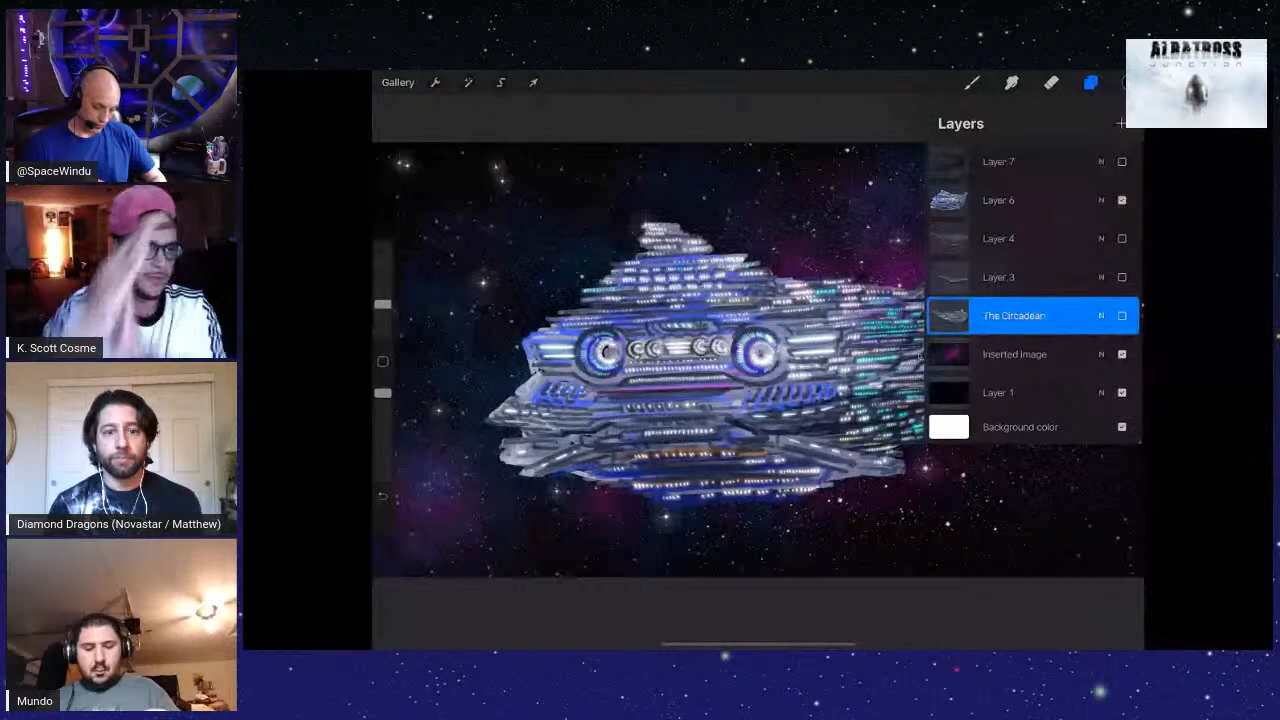 @SpaceWindu
K. Scott Cosme
Diamond Dragons (Novastar / Matthew)
Mundo
Gallery
Layers
Layer 7 N
Layer 6 N
Layer 4 N
Layer 3 N
The Circadean N
Inserted Image N
Layer 1 N
Background color
ALBATROSS
JUNCTION